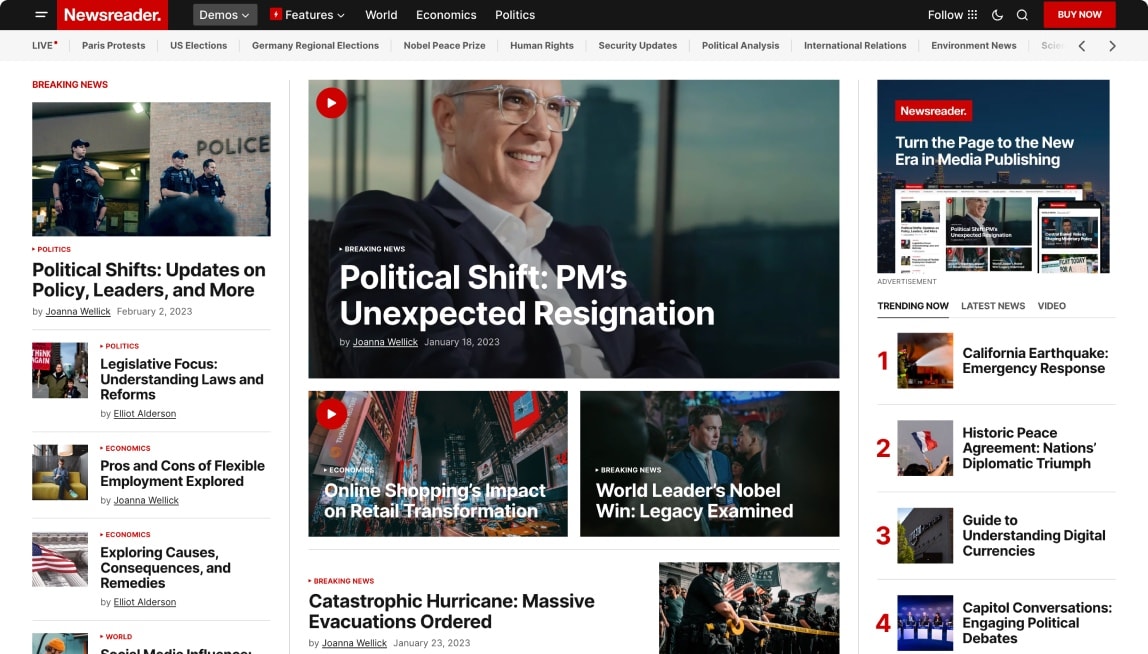 Newsreader.
Demos
Features
World
Economics
Politics
Follow
BUY NOW
LIVE
Paris Protests
US Elections
Germany Regional Elections
Nobel Peace Prize
Human Rights
Security Updates
Political Analysis
International Relations
Environment News
BREAKING NEWS
POLICE
POLITICS
Political Shifts: Updates on
Policy, Leaders, and More
by Joanna Wellick February 2, 2023
THINK
AGAIN
POLITICS
Legislative Focus:
Understanding Laws and
Reforms
by Elliot Alderson
ECONOMICS
Pros and Cons of Flexible
Employment Explored
by Joanna Wellick
ECONOMICS
Exploring Causes,
Consequences, and
Remedies
by Elliot Alderson
WORLD
Social Media Influence:
BREAKING NEWS
Political Shift: PM’s
Unexpected Resignation
by Joanna Wellick January 18, 2023
ECONOMICS
Online Shopping’s Impact
on Retail Transformation
BREAKING NEWS
World Leader’s Nobel
Win: Legacy Examined
BREAKING NEWS
Catastrophic Hurricane: Massive
Evacuations Ordered
by Joanna Wellick January 23, 2023
Newsreader.
Turn the Page to the New
Era in Media Publishing
Political Shift: PM’s
Unexpected Resignation
ADVERTISEMENT
TRENDING NOW
LATEST NEWS
VIDEO
1
California Earthquake:
Emergency Response
2
Historic Peace
Agreement: Nations’
Diplomatic Triumph
3
Guide to
Understanding Digital
Currencies
4
Capitol Conversations:
Engaging Political
Debates